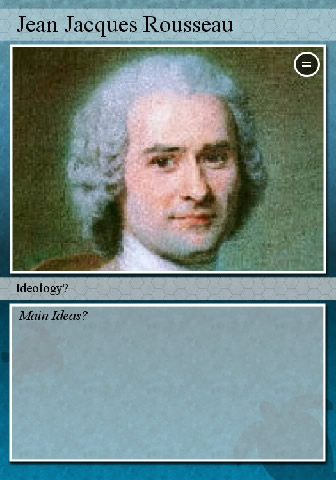 Jean Jacques Rousseau
=
Ideology?
Main Ideas?